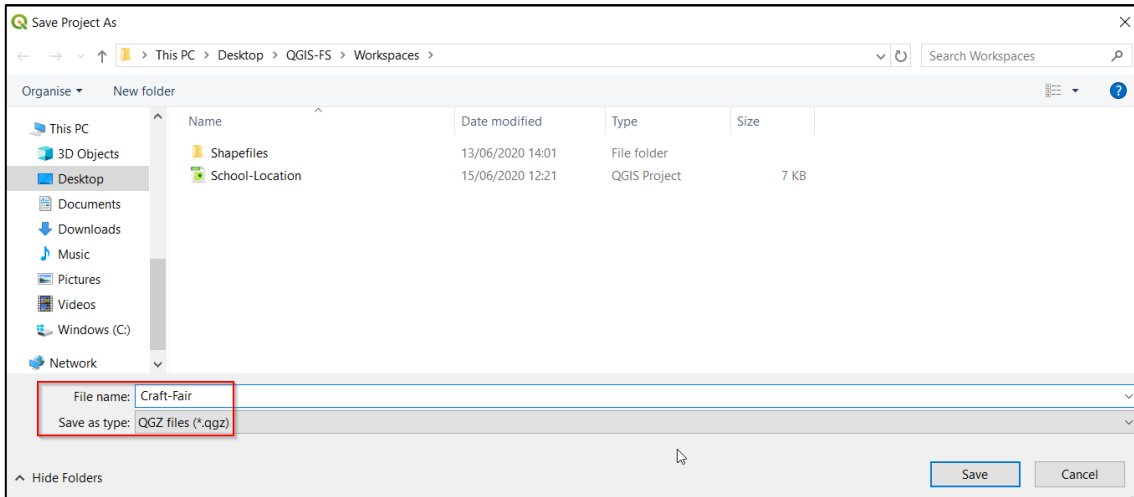 Save Project As
This PC > Desktop > QGIS-FS > Workspaces >
Search Workspaces
Organise
New folder
?
This PC
3D Objects
Desktop
Documents
Downloads
Music
Pictures
Videos
Windows (C:)
Network
Name Date modified Type Size
Shapefiles 13/06/2020 14:01 File folder
School-Location 15/06/2020 12:21 QGIS Project 7 KB
File name: Craft-Fair
Save as type: QGZ files (*.qgz)
Hide Folders
Save
Cancel